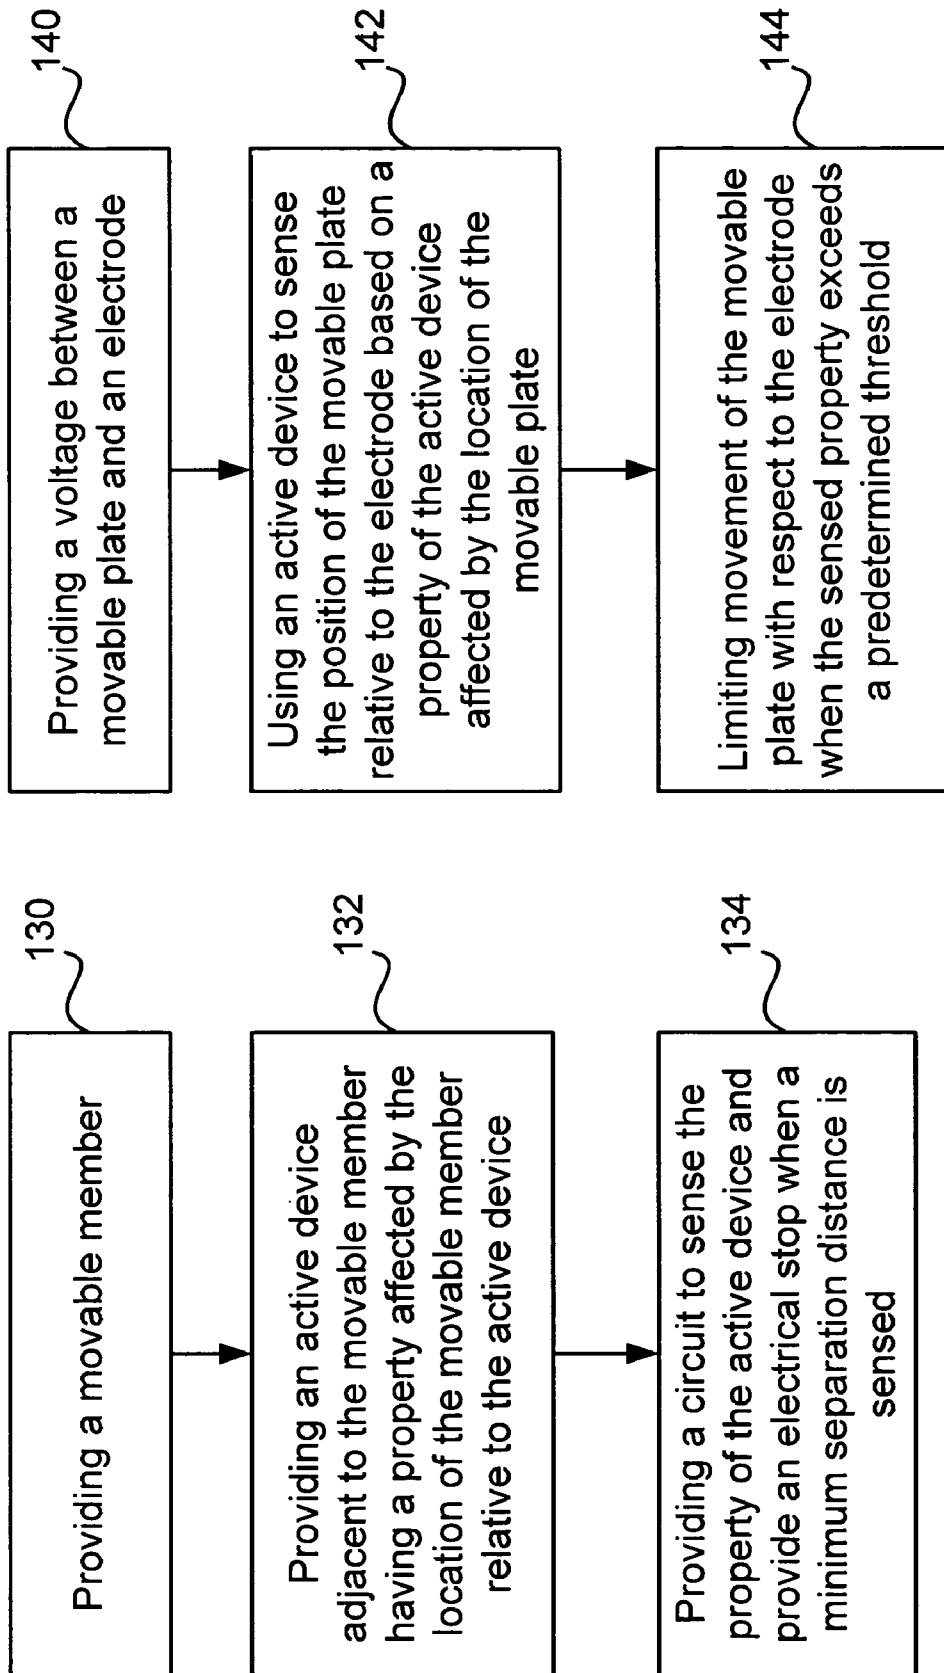 130
Providing a movable member
132
Providing an active device
adjacent to the movable member
having a property affected by the
location of the movable member
relative to the active device
134
Providing a circuit to sense the
property of the active device and
provide an electrical stop when a
minimum separation distance is
sensed
140
Providing a voltage between a
movable plate and an electrode
142
Using an active device to sense
the position of the movable plate
relative to the electrode based on a
property of the active device
affected by the location of the
movable plate
144
Limiting movement of the movable
plate with respect to the electrode
when the sensed property exceeds
a predetermined threshold